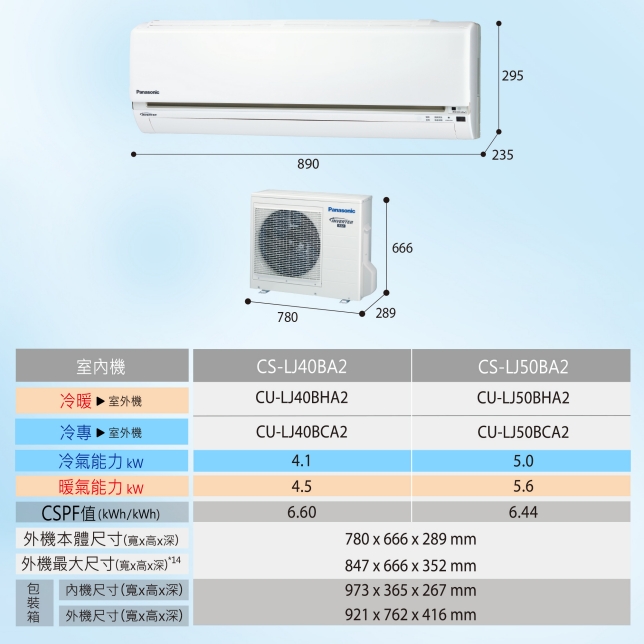 Panasonic
295
235
890
Panasonic
INVERTER
666
289
780
室內機 CS-LJ40BA2 CS-LJ50BA2
冷暖 ▶ 室外機 CU-LJ40BHA2 CU-LJ50BHA2
冷專 ▶ 室外機 CU-LJ40BCA2 CU-LJ50BCA2
冷氣能力 kW 4.1 5.0
暖氣能力 kW 4.5 5.6
CSPF值 (kWh/kWh) 6.60 6.44
外機本體尺寸(寬x高x深) 780 x 666 x 289 mm
外機最大尺寸(寬x高x深)*14 847 x 666 x 352 mm
包裝箱 內機尺寸(寬x高x深) 973 x 365 x 267 mm
外機尺寸(寬x高x深) 921 x 762 x 416 mm